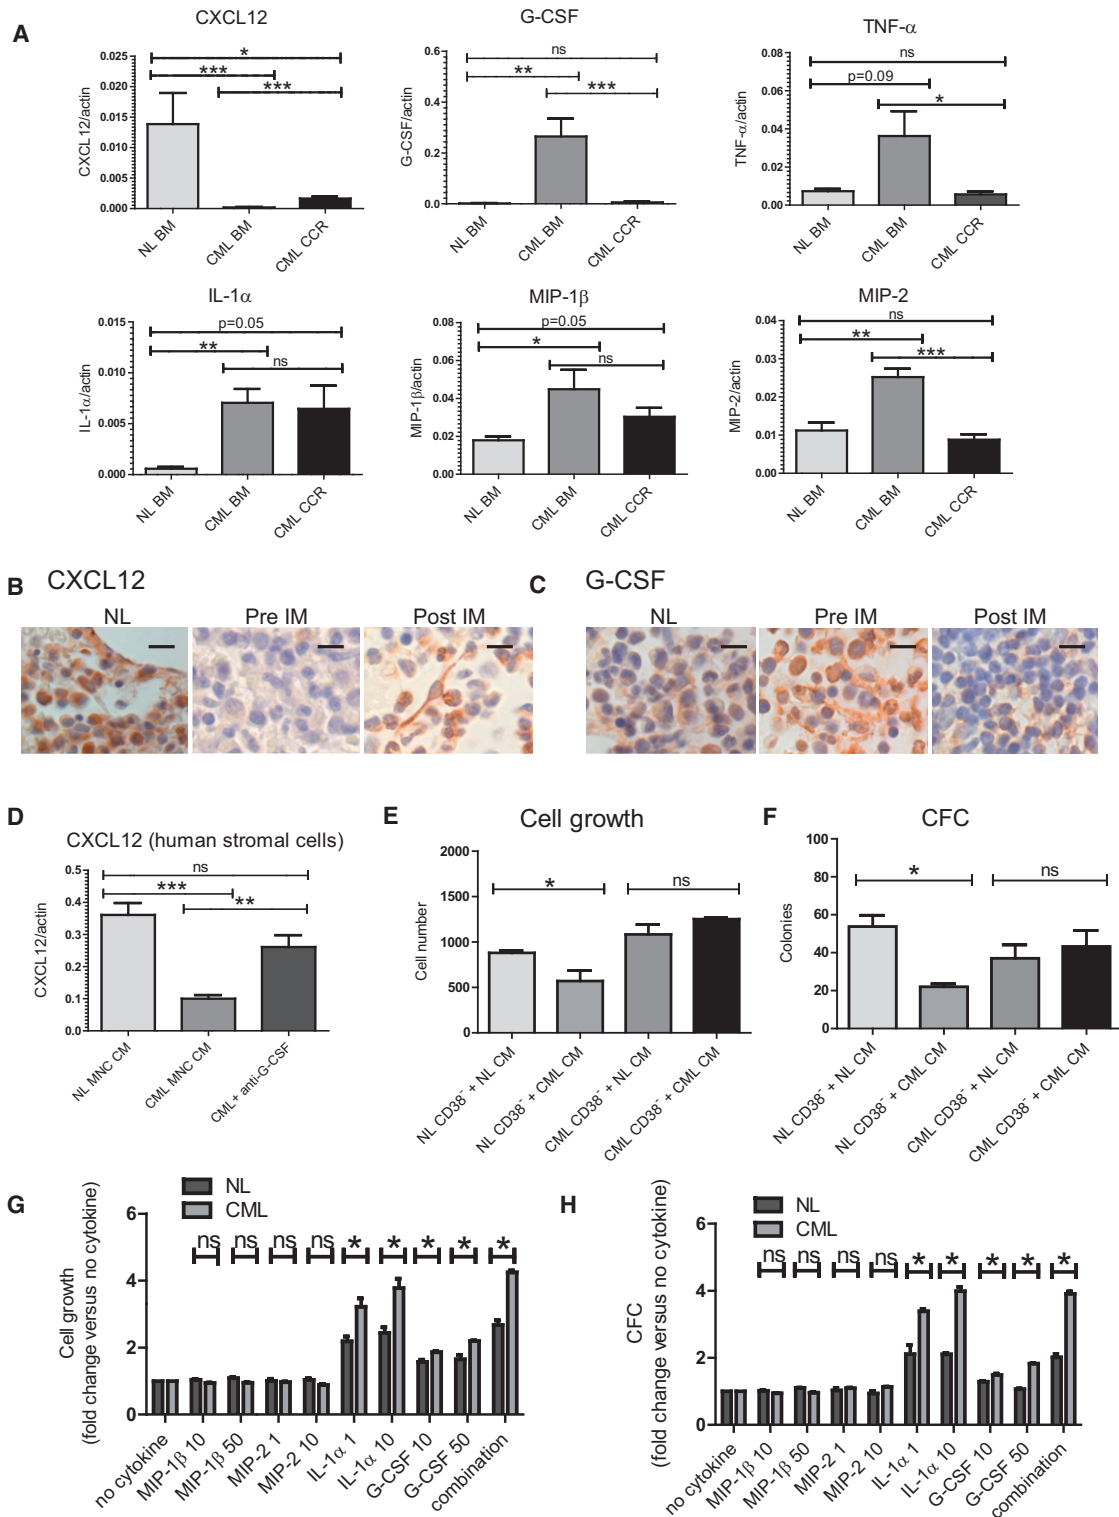 A
CXCL12
CXCL12/actin
0.025
0.020
0.015
0.010
0.005
0.000
*
***
***
NL BM
CML BM
CML CCR
G-CSF
G-CSF/actin
0.6
0.4
0.2
0.0
ns
**
***
NL BM
CML BM
CML CCR
TNF-α
TNF-α/actin
0.08
0.06
0.04
0.02
0.00
ns
p=0.09
*
NL BM
CML BM
CML CCR
IL-1α
IL-1α/actin
0.015
0.010
0.005
0.000
p=0.05
**
ns
NL BM
CML BM
CML CCR
MIP-1β
MIP-1β/actin
0.08
0.06
0.04
0.02
0.00
p=0.05
*
ns
NL BM
CML BM
CML CCR
MIP-2
MIP-2/actin
0.04
0.03
0.02
0.01
0.00
ns
**
***
NL BM
CML BM
CML CCR
B CXCL12
NL Pre IM Post IM
C G-CSF
NL Pre IM Post IM
D
CXCL12 (human stromal cells)
CXCL12/actin
0.5
0.4
0.3
0.2
0.1
0.0
ns
***
**
NL MNC CM
CML MNC CM
CML+ anti-G-CSF
E
Cell growth
Cell number
2000
1500
1000
500
0
*
ns
NL CD38⁻ + NL CM
NL CD38⁻ + CML CM
CML CD38⁻ + NL CM
CML CD38⁻ + CML CM
F
CFC
Colonies
100
80
60
40
20
0
*
ns
NL CD38⁻ + NL CM
NL CD38⁻ + CML CM
CML CD38⁻ + NL CM
CML CD38⁻ + CML CM
G
NL
CML
Cell growth
(fold change versus no cytokine)
6
4
2
0
ns ns ns ns * * * * *
no cytokine
MIP-1β 10
MIP-1β 50
MIP-2 1
MIP-2 10
IL-1α 1
IL-1α 10
G-CSF 10
G-CSF 50
combination
H
NL
CML
CFC
(fold change versus no cytokine)
6
4
2
0
ns ns ns ns * * * * *
no cytokine
MIP-1β 10
MIP-1β 50
MIP-2 1
MIP-2 10
IL-1α 1
IL-1α 10
G-CSF 10
G-CSF 50
combination